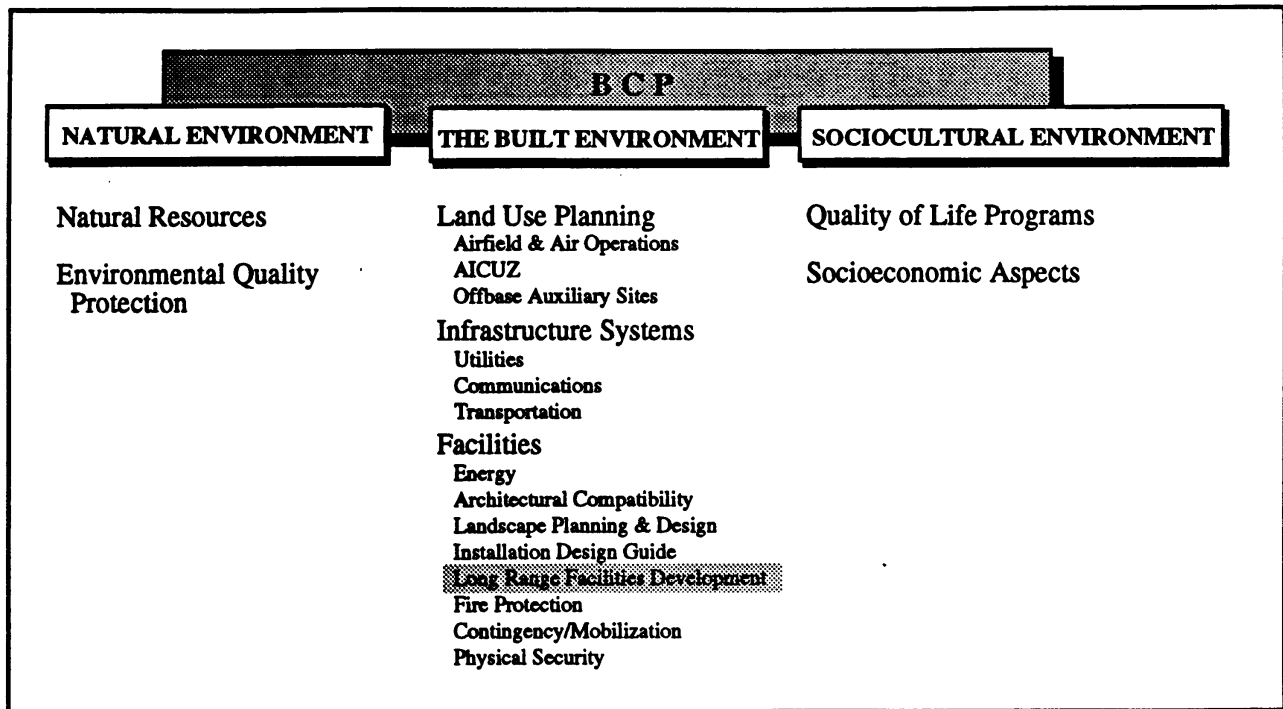 BCP
NATURAL ENVIRONMENT
Natural Resources
Environmental Quality
Protection
THE BUILT ENVIRONMENT
Land Use Planning
Airfield & Air Operations
AICUZ
Offbase Auxiliary Sites
Infrastructure Systems
Utilities
Communications
Transportation
Facilities
Energy
Architectural Compatibility
Landscape Planning & Design
Installation Design Guide
Long Range Facilities Development
Fire Protection
Contingency/Mobilization
Physical Security
SOCIOCULTURAL ENVIRONMENT
Quality of Life Programs
Socioeconomic Aspects